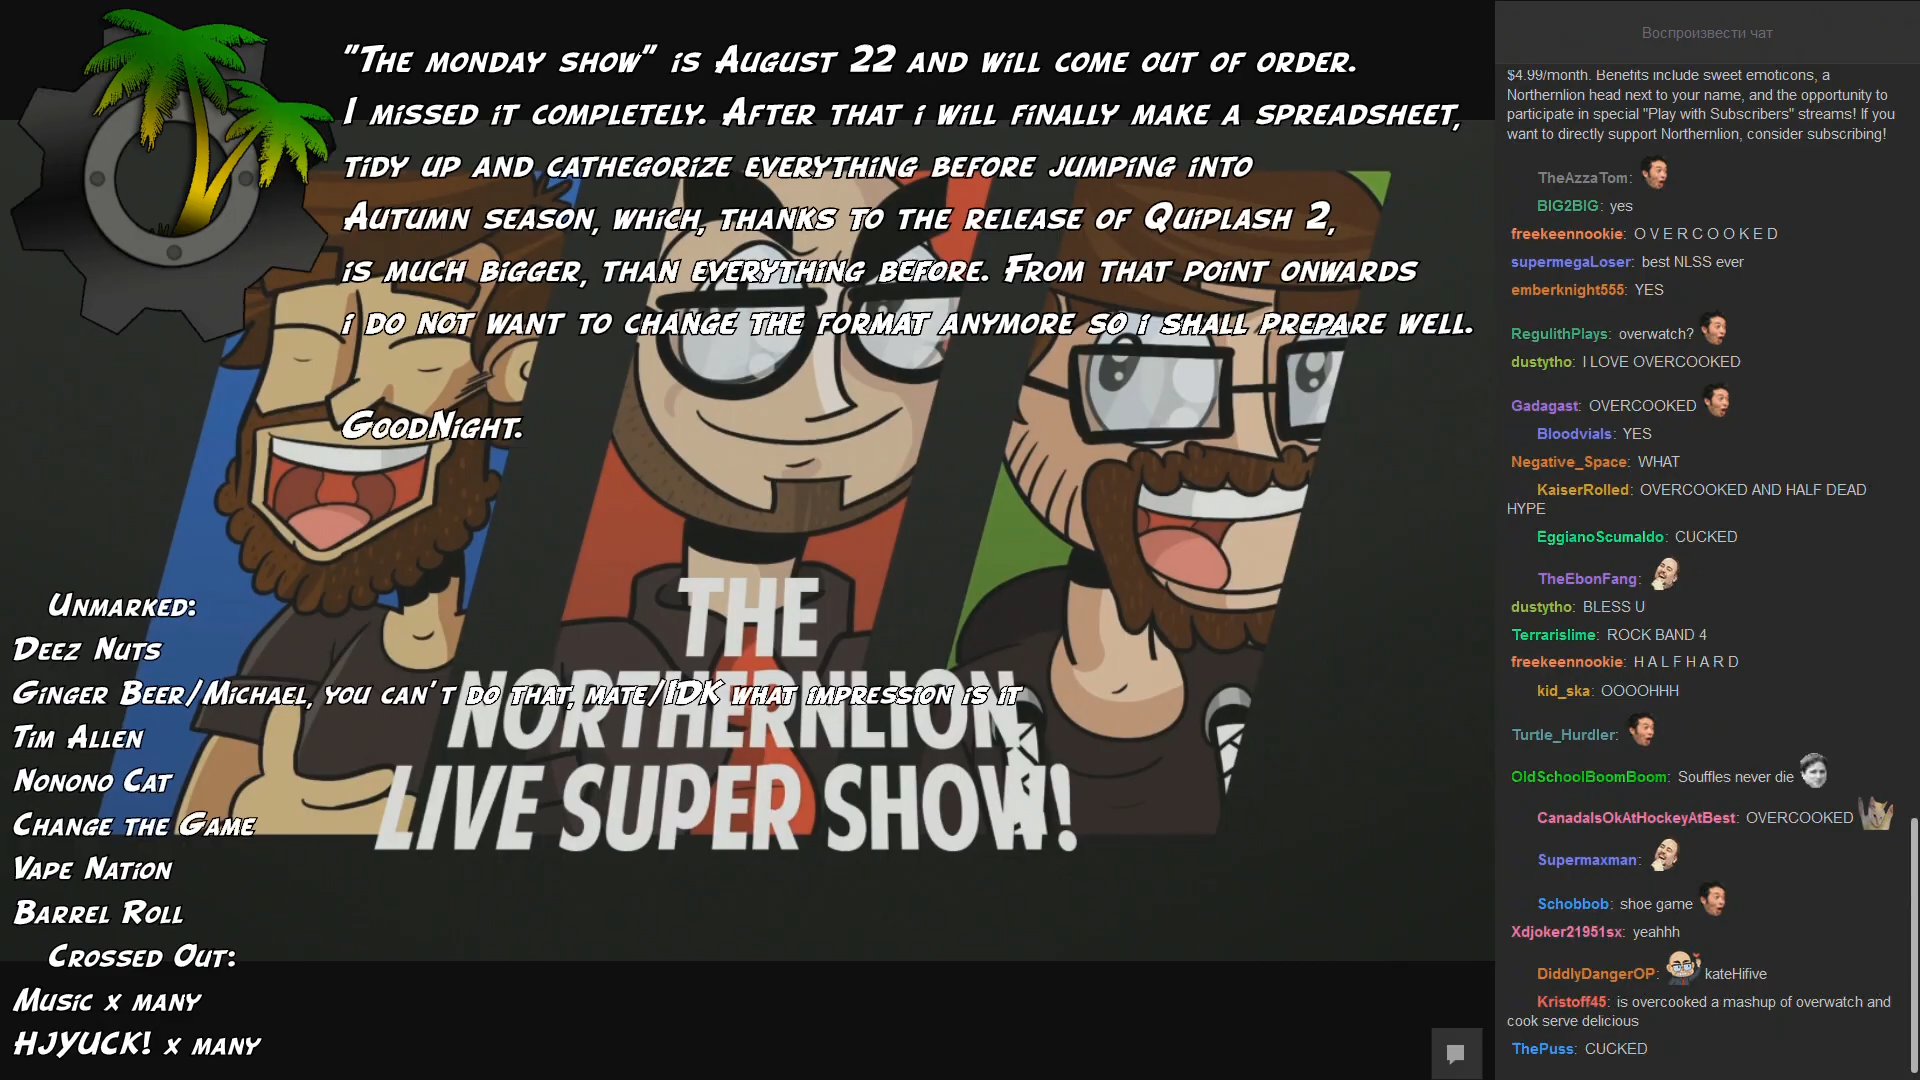 "The monday show" is August 22 and will come out of order.
I missed it completely. After that i will finally make a spreadsheet,
tidy up and cathegorize everything before jumping into
Autumn season, which, thanks to the release of Quiplash 2,
is much bigger, than everything before. From that point onwards
i do not want to change the format anymore so i shall prepare well.
GoodNight.
Unmarked:
Deez Nuts
Ginger Beer/Michael, you can't do that, mate/IDK what impression is it
Tim Allen
Nonono Cat
Change the Game
Vape Nation
Barrel Roll
Crossed Out:
Music x many
HJYUCK! x many
THE
NORTHERNLION
LIVE SUPER SHOW!
Воспроизвести чат
$4.99/month. Benefits include sweet emoticons, a
Northernlion head next to your name, and the opportunity to
participate in special "Play with Subscribers" streams! If you
want to directly support Northernlion, consider subscribing!
TheAzzaTom:
BIG2BIG: yes
freekeennookie: O V E R C O O K E D
supermegaLoser: best NLSS ever
emberknight555: YES
RegulithPlays: overwatch?
dustytho: I LOVE OVERCOOKED
Gadagast: OVERCOOKED
Bloodvials: YES
Negative_Space: WHAT
KaiserRolled: OVERCOOKED AND HALF DEAD
HYPE
EggianoScumaldo: CUCKED
TheEbonFang:
dustytho: BLESS U
Terrarislime: ROCK BAND 4
freekeennookie: H A L F H A R D
kid_ska: OOOOHHH
Turtle_Hurdler:
OldSchoolBoomBoom: Souffles never die
CanadaIsOkAtHockeyAtBest: OVERCOOKED
Supermaxman:
Schobbob: shoe game
Xdjoker21951sx: yeahhh
DiddlyDangerOP: kateHifive
Kristoff45: is overcooked a mashup of overwatch and
cook serve delicious
ThePuss: CUCKED